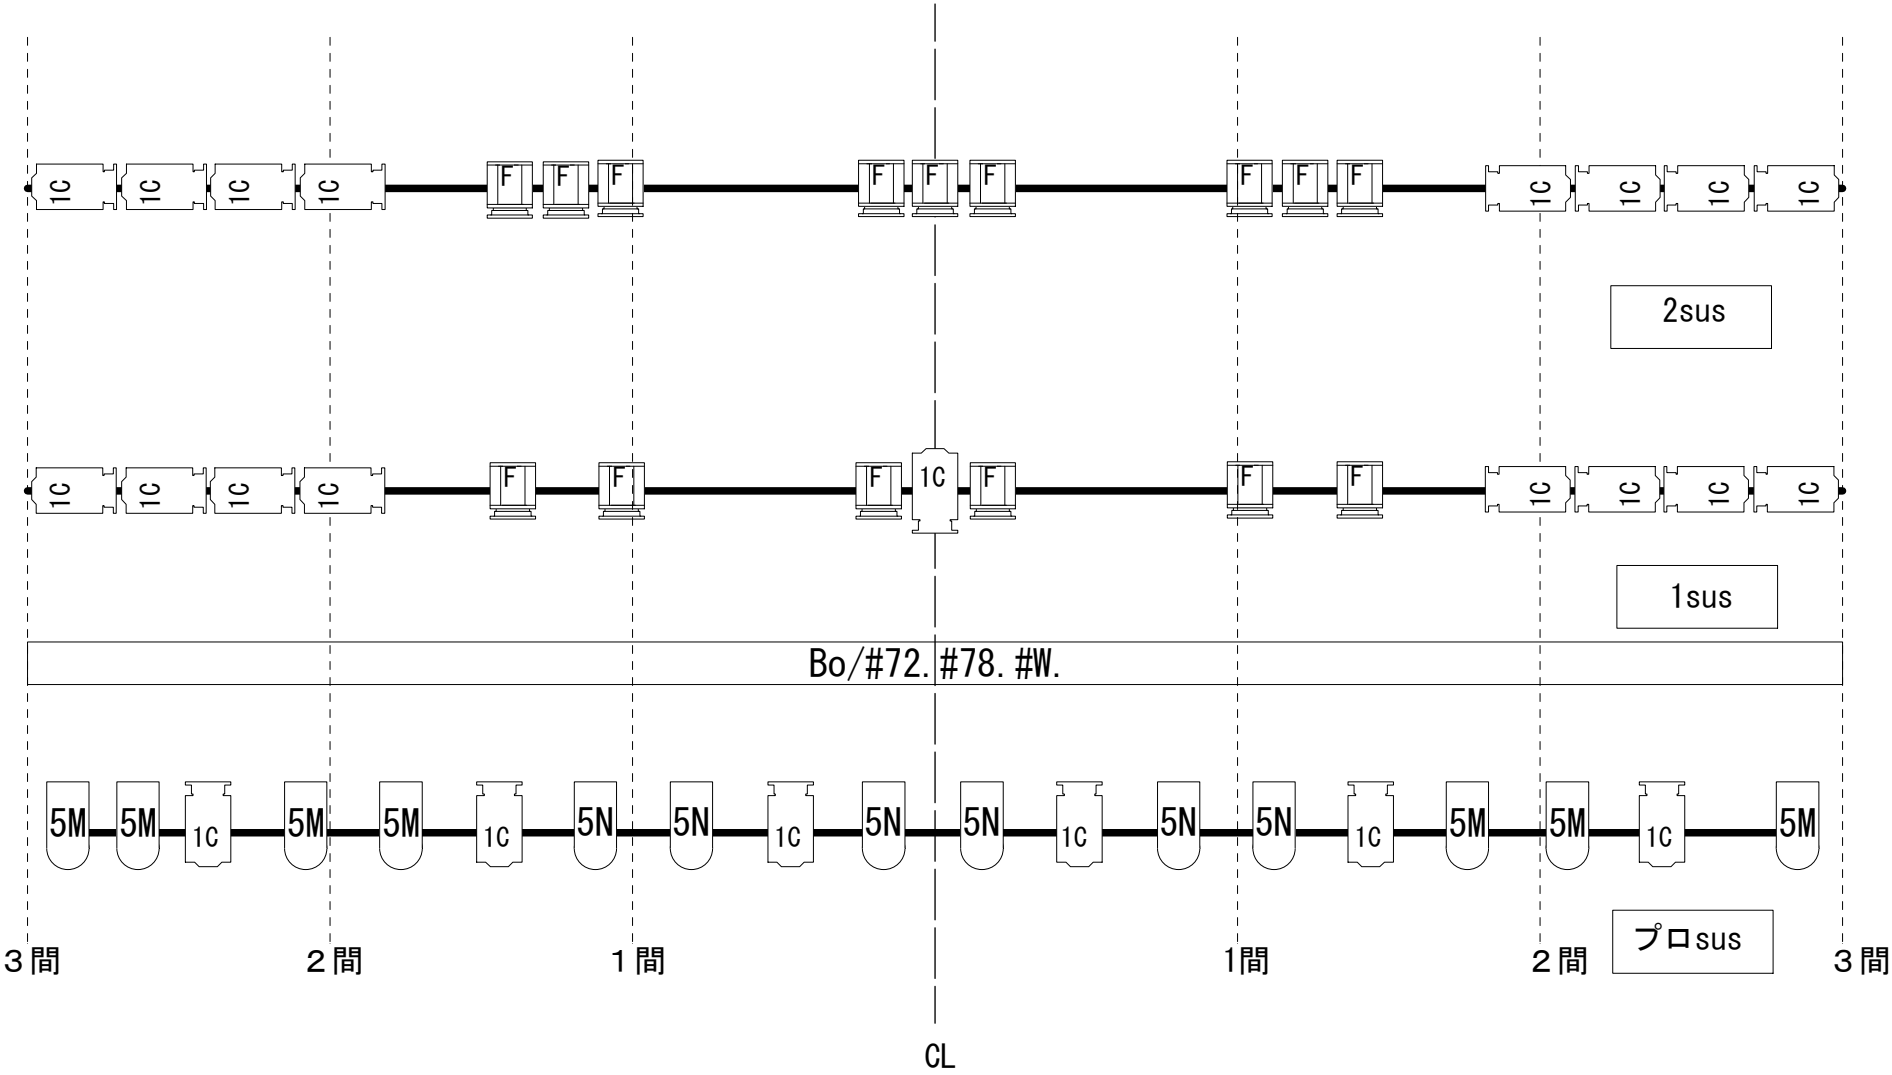 1C 1C 1C 1C F F F F F F F F F 1C 1C 1C 1C
2sus
1C 1C 1C 1C F F F 1C F F F 1C 1C 1C 1C
1sus
Bo/#72.#78.#W.
5M 5M 1C 5M 5M 1C 5N 5N 1C 5N 5N 1C 5N 5N 1C 5M 5M 1C 5M
プロsus
３間 ２間 １間 1間 ２間 ３間
CL